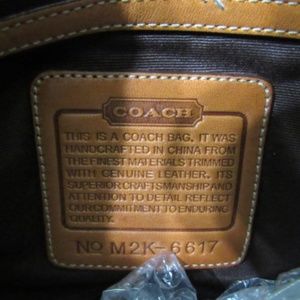 COACH
THIS IS A COACH BAG. IT WAS
HANDCRAFTED IN CHINA FROM
THE FINEST MATERIALS TRIMMED
WITH GENUINE LEATHER. ITS
SUPERIOR CRAFTSMANSHIP AND
ATTENTION TO DETAIL REFLECT
OUR COMMITMENT TO ENDURING
QUALITY.
No M2K-6617